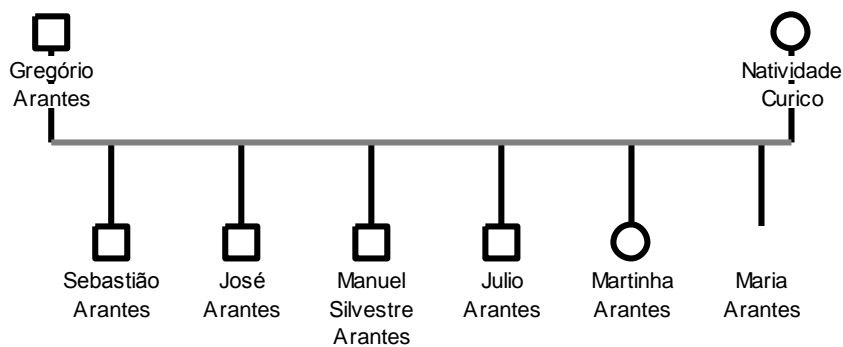 Gregório
Arantes
Natividade
Curico
Sebastião
Arantes
José
Arantes
Manuel
Silvestre
Arantes
Julio
Arantes
Martinha
Arantes
Maria
Arantes